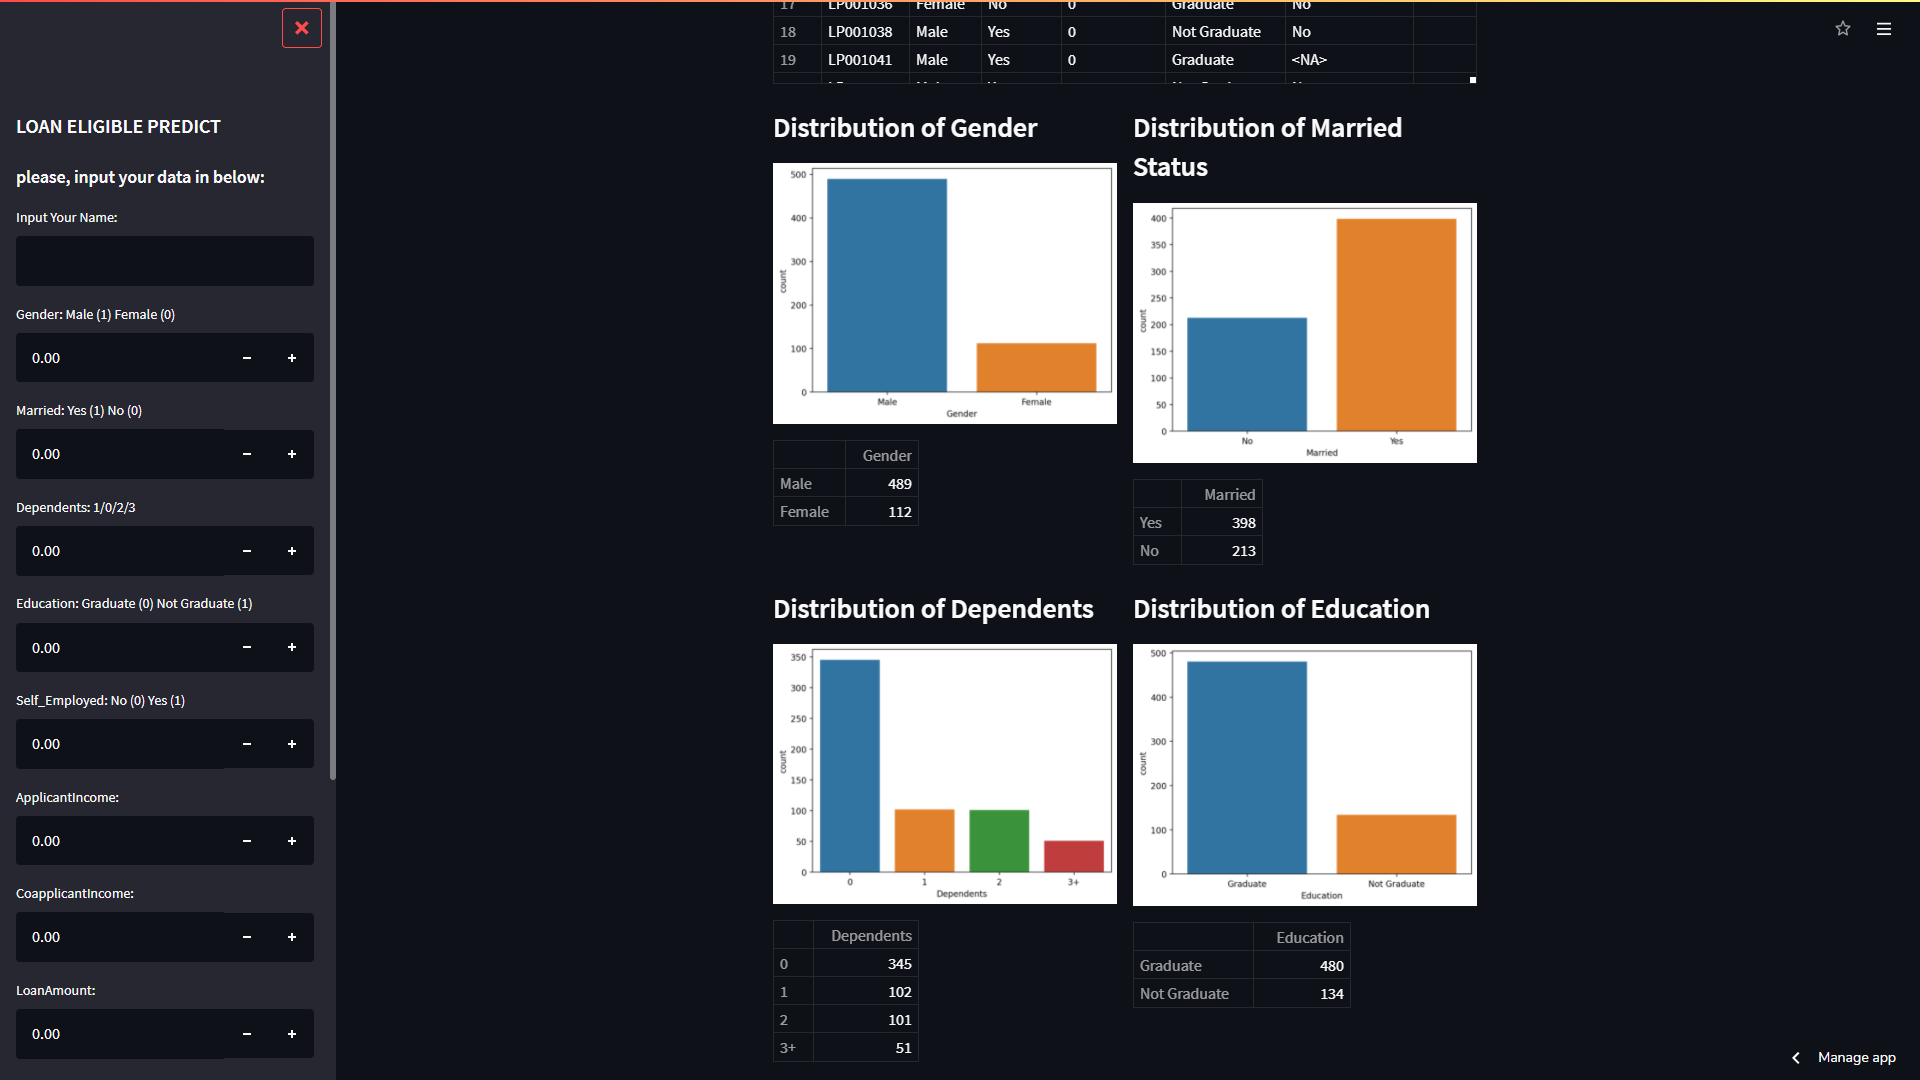 LOAN ELIGIBLE PREDICT
please, input your data in below:
Input Your Name:
Gender: Male (1) Female (0)
0.00 − +
Married: Yes (1) No (0)
0.00 − +
Dependents: 1/0/2/3
0.00 − +
Education: Graduate (0) Not Graduate (1)
0.00 − +
Self_Employed: No (0) Yes (1)
0.00 − +
ApplicantIncome:
0.00 − +
CoapplicantIncome:
0.00 − +
LoanAmount:
0.00 − +
17 LP001036 Female No 0 Graduate No
18 LP001038 Male Yes 0 Not Graduate No
19 LP001041 Male Yes 0 Graduate <NA>
Distribution of Gender
500
400
300
200
100
0
count
Male Female
Gender
Gender
Male 489
Female 112
Distribution of Married
Status
400
350
300
250
200
150
100
50
0
count
No Yes
Married
Married
Yes 398
No 213
Distribution of Dependents
350
300
250
200
150
100
50
0
count
0 1 2 3+
Dependents
Dependents
0 345
1 102
2 101
3+ 51
Distribution of Education
500
400
300
200
100
0
count
Graduate Not Graduate
Education
Education
Graduate 480
Not Graduate 134
Manage app